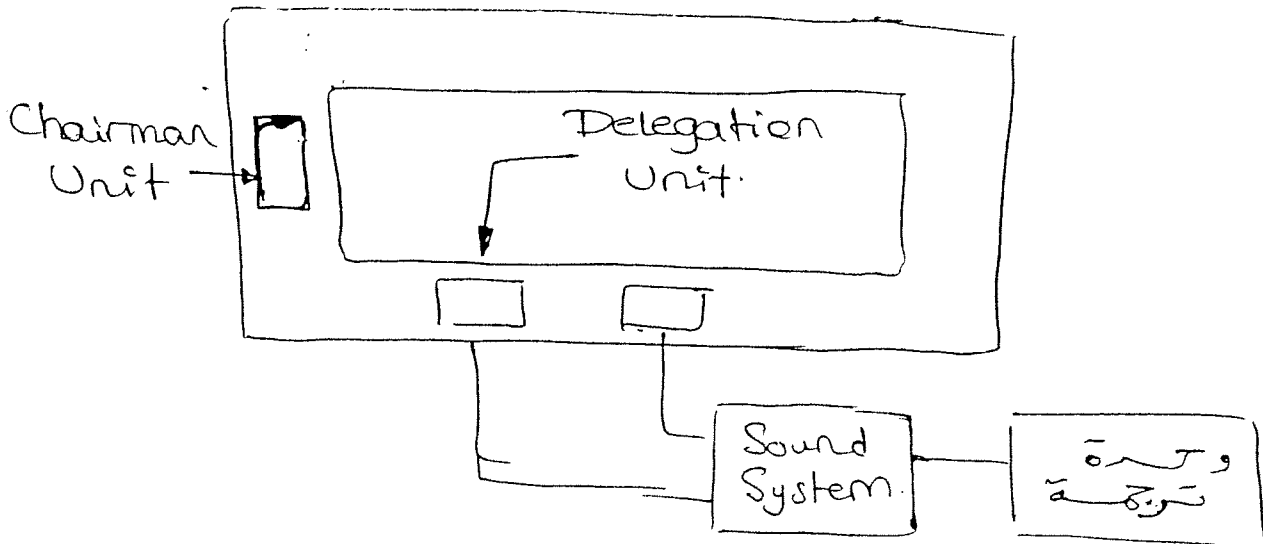 Chairman
Unit
Delegation
Unit.
Sound
System.
وحدة
ترجمة